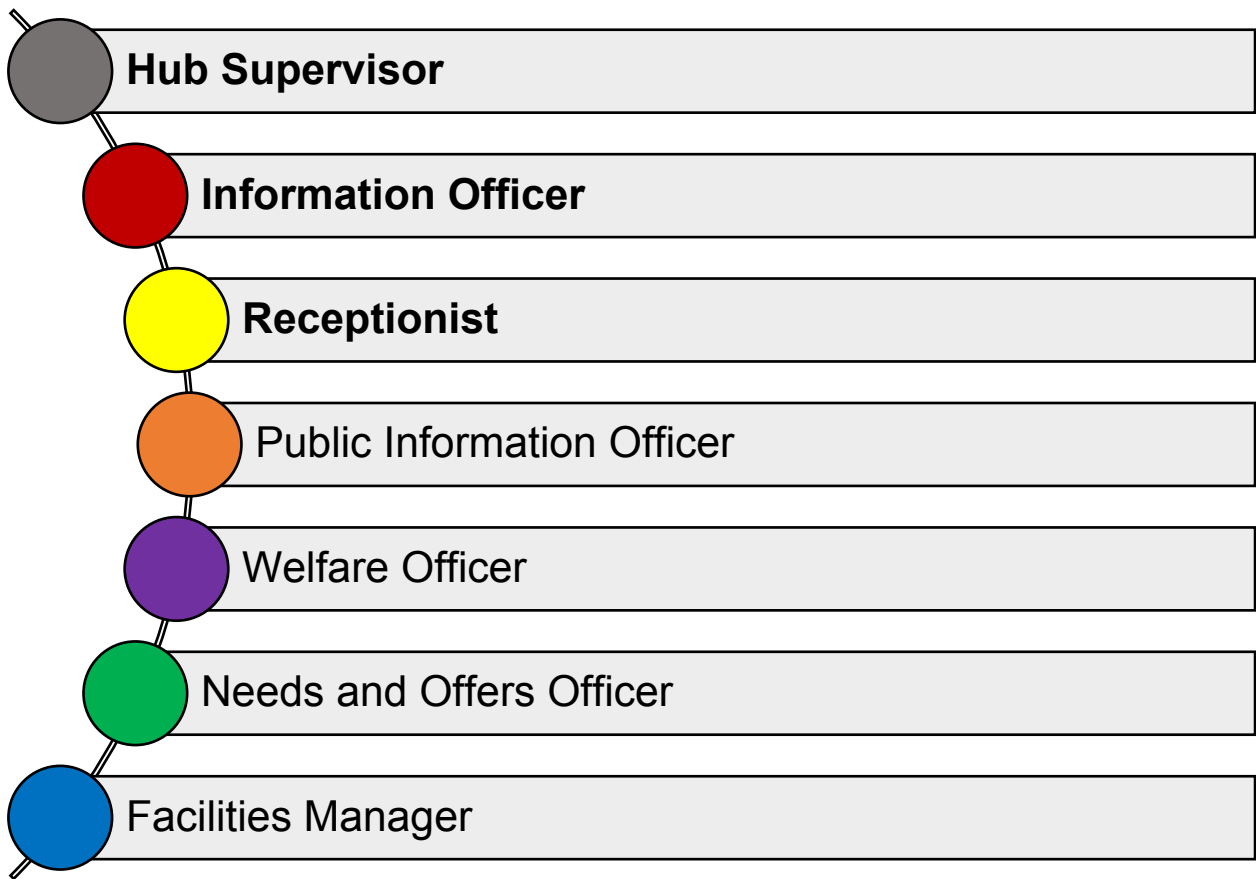 Hub Supervisor
Information Officer
Receptionist
Public Information Officer
Welfare Officer
Needs and Offers Officer
Facilities Manager